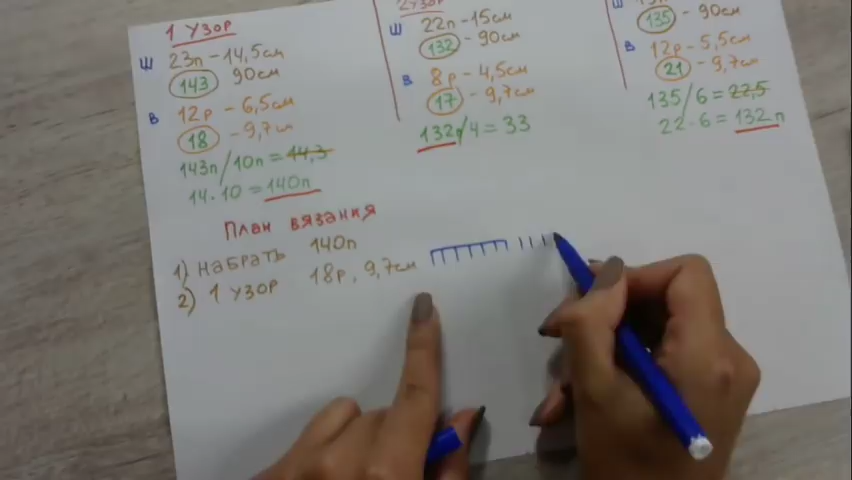 1 УЗОР
Ш 23п - 14,5см
143 90см
В 12р - 6,5см
18 - 9,7см
143п/10п = 14,3
14·10 = 140п
2 УЗОР
Ш 22п - 15см
132 - 90см
В 8р - 4,5см
17 - 9,7см
132п/4 = 33
Ш
135 - 90см
В 12р - 5,5см
21 - 9,7см
135/6 = 22,5
22·6 = 132п
План вязания
1) НАБРАТЬ 140п
2) 1 УЗОР 18р, 9,7см